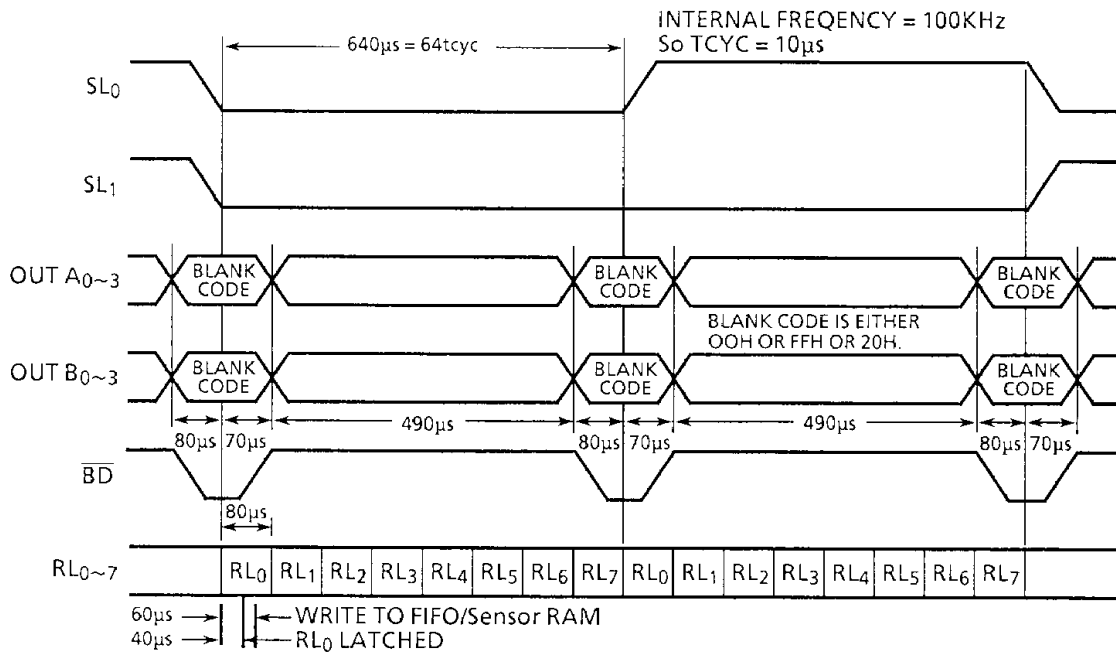 INTERNAL FREQENCY = 100KHz
So TCYC = 10μs
640μs = 64tcyc
SL0
SL1
OUT A0~3
BLANK CODE
BLANK CODE
BLANK CODE
BLANK CODE IS EITHER
OOH OR FFH OR 20H.
OUT B0~3
BLANK CODE
BLANK CODE
BLANK CODE
80μs 70μs 490μs 80μs 70μs 490μs 80μs 70μs
BD
80μs
RL0~7 RL0 RL1 RL2 RL3 RL4 RL5 RL6 RL7 RL0 RL1 RL2 RL3 RL4 RL5 RL6 RL7
60μs WRITE TO FIFO/Sensor RAM
40μs RL0 LATCHED